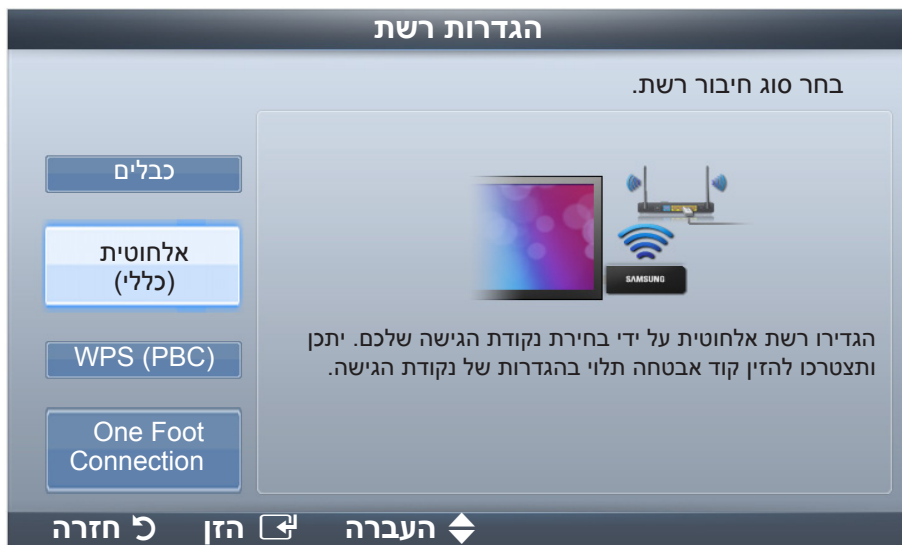 הגדרות רשת
בחר סוג חיבור רשת.
כבלים
אלחוטית
(כללי)
WPS (PBC)
One Foot
Connection
SAMSUNG
הגדירו רשת אלחוטית על ידי בחירת נקודת הגישה שלכם. יתכן
ותצטרכו להזין קוד אבטחה תלוי בהגדרות של נקודת הגישה.
העברה הזן חזרה